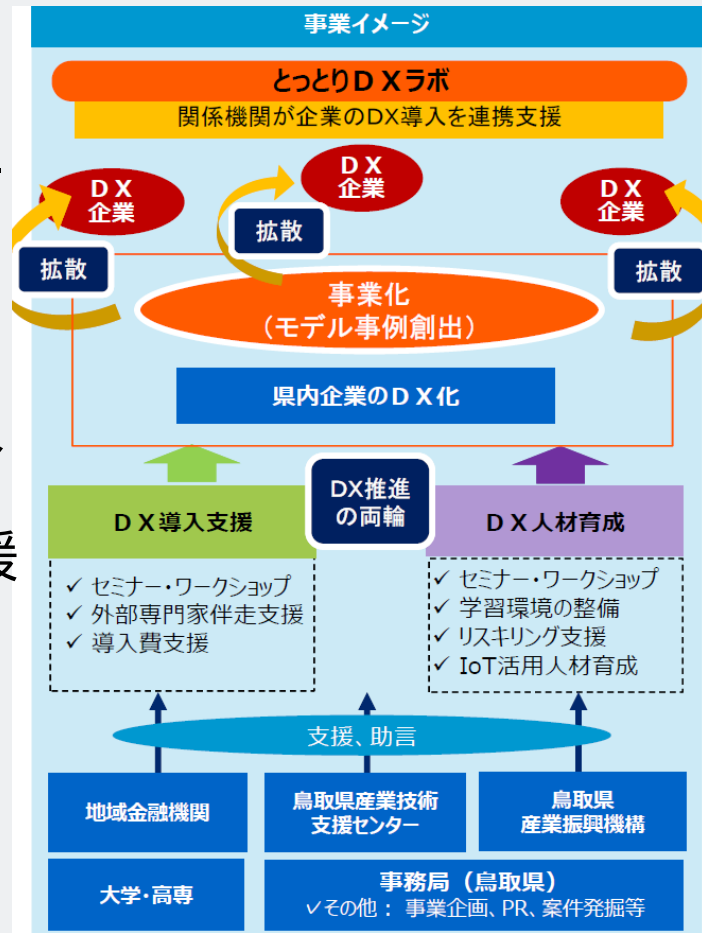 事業イメージ
とっとりDXラボ
関係機関が企業のDX導入を連携支援
DX
企業
DX
企業
DX
企業
拡散
拡散
拡散
事業化
(モデル事例創出)
県内企業のDX化
DX推進
の両輪
DX導入支援
DX人材育成
✓ セミナー・ワークショップ
✓ 外部専門家伴走支援
✓ 導入費支援
✓ セミナー・ワークショップ
✓ 学習環境の整備
✓ リスキリング支援
✓ IoT活用人材育成
支援、助言
地域金融機関
鳥取県産業技術
支援センター
鳥取県
産業振興機構
大学・高専
事務局(鳥取県)
✓その他: 事業企画、PR、案件発掘等